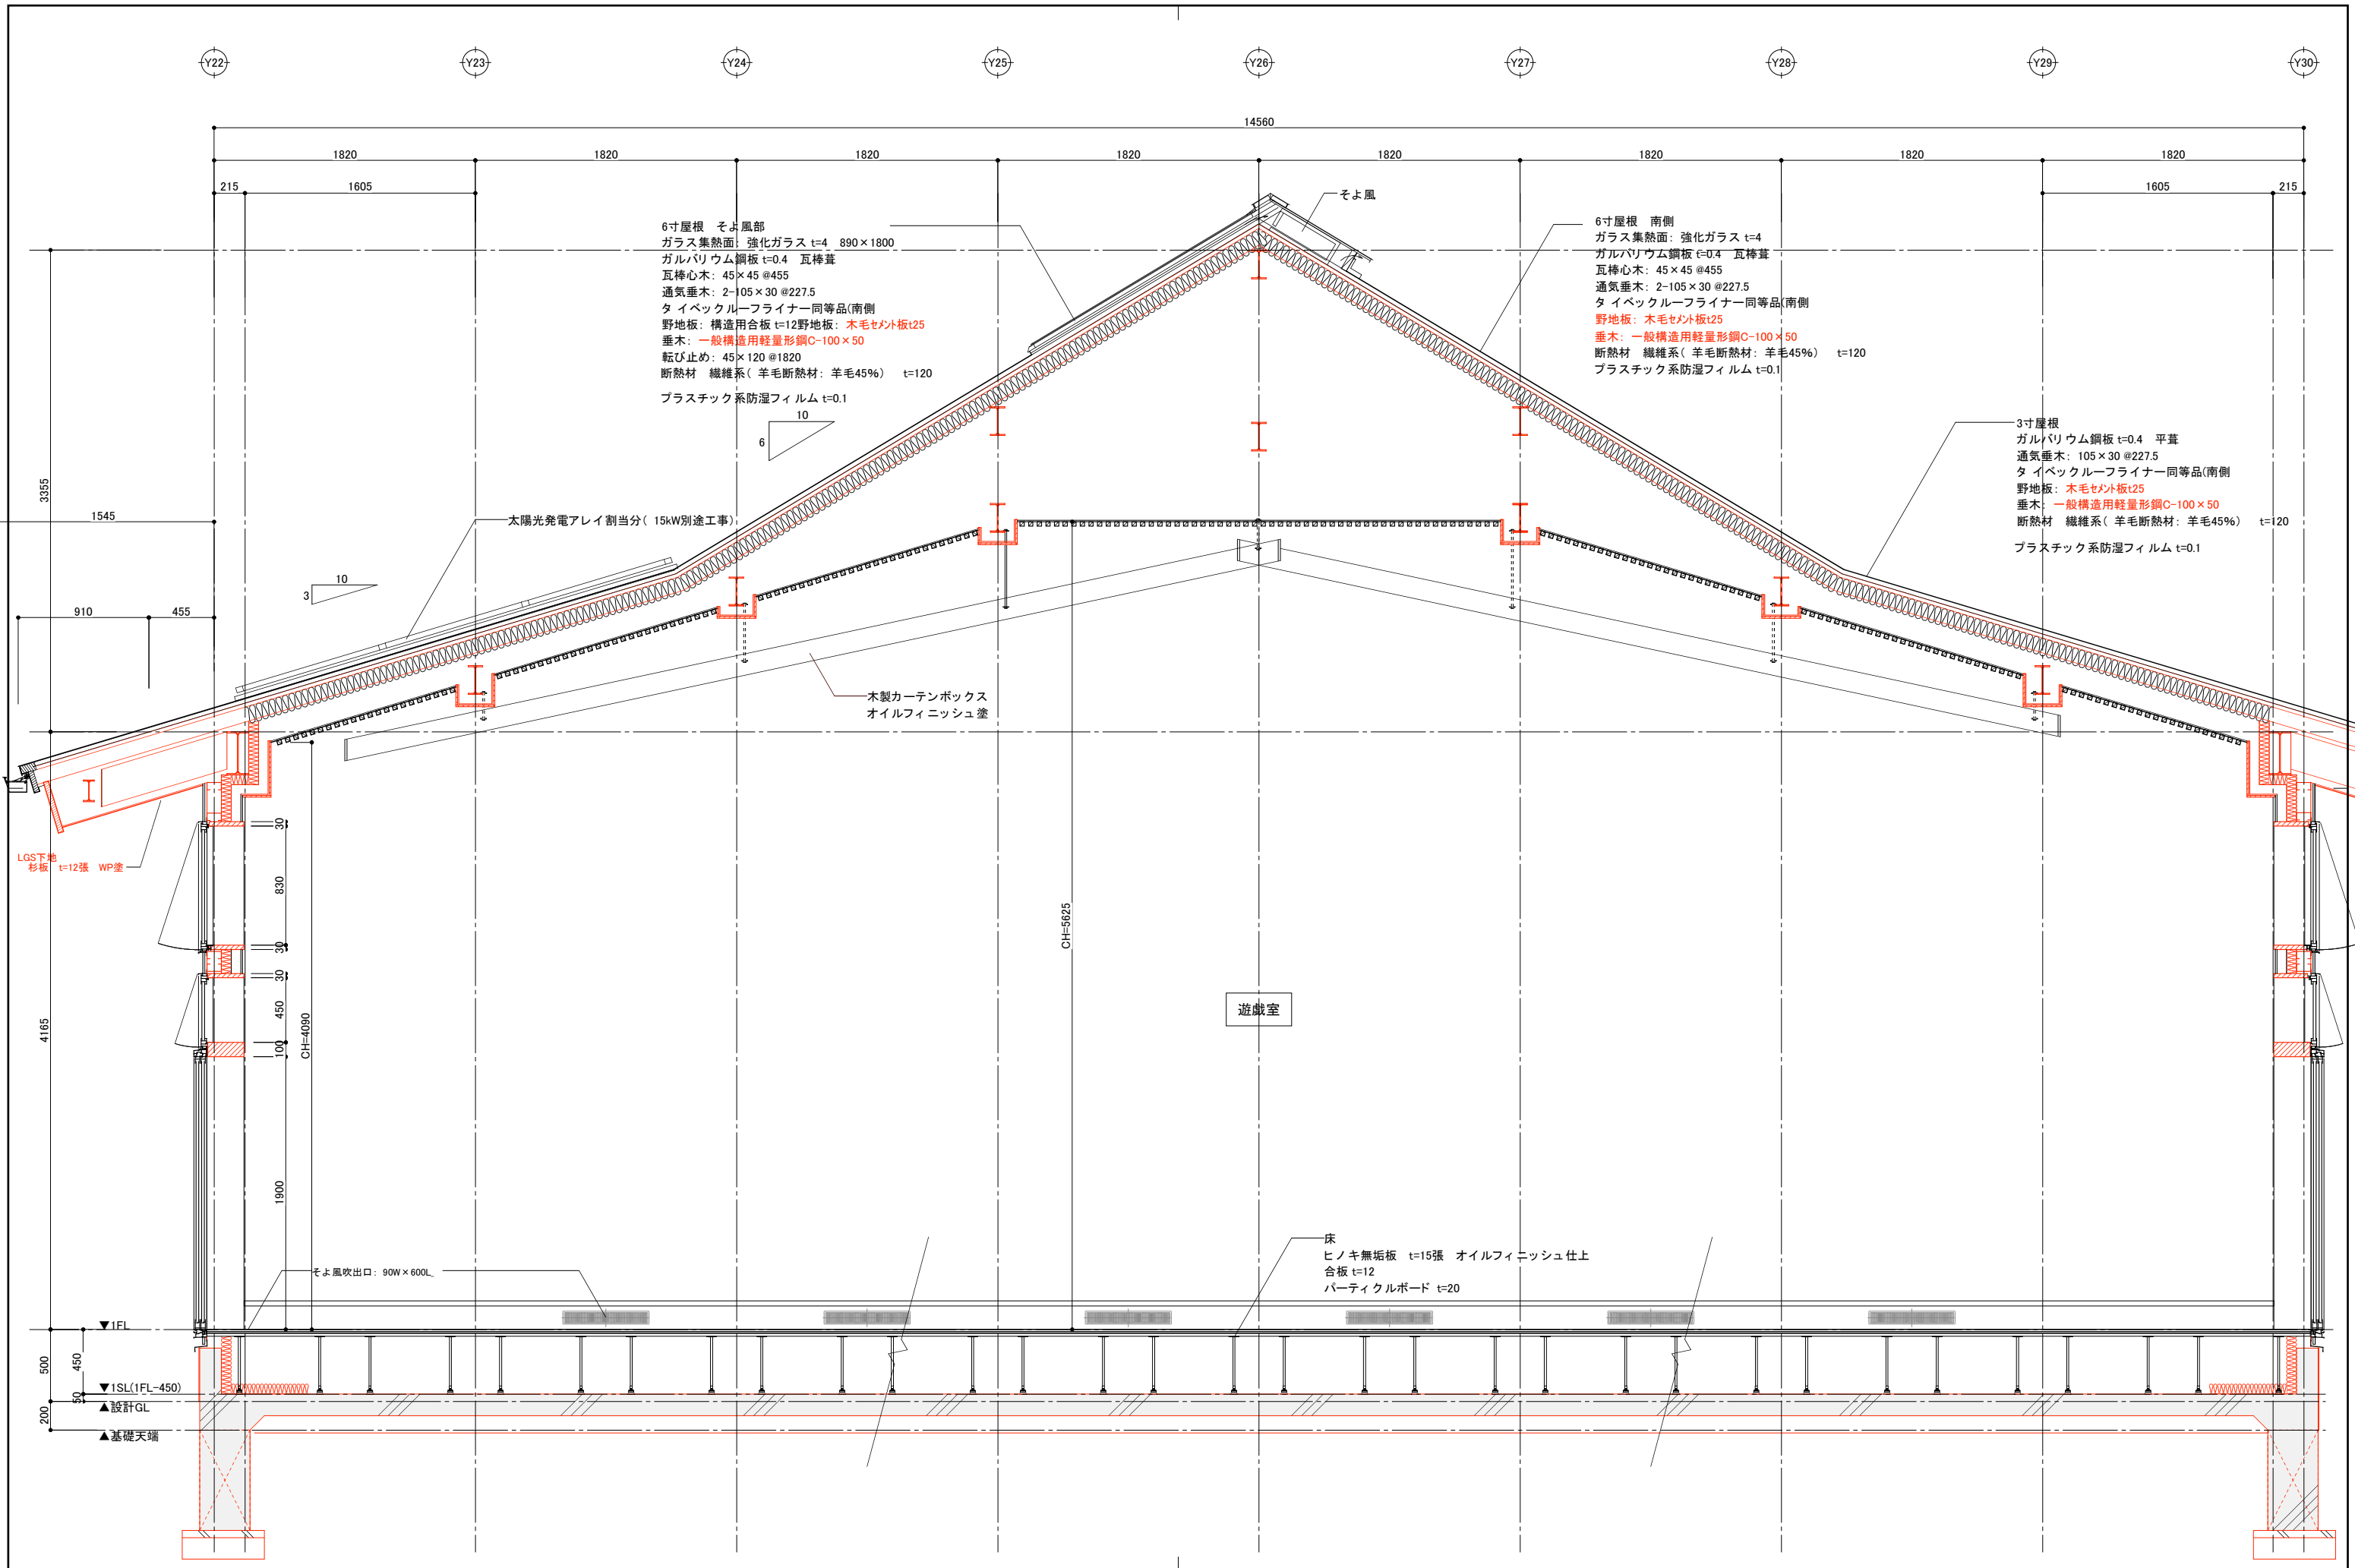 Y22 Y23 Y24 Y25 Y26 Y27 Y28 Y29 Y30
14560
1820 1820 1820 1820 1820 1820 1820 1820
215 1605 1605 215
そよ風
6寸屋根　そよ風部
ガラス集熱面: 強化ガラス t=4　890×1800
ガルバリウム鋼板 t=0.4　瓦棒葺
瓦棒心木: 45×45 @455
通気垂木: 2-105×30 @227.5
タイベックルーフライナー同等品(南側
野地板: 構造用合板 t=12野地板: 木毛セメント板t25
垂木: 一般構造用軽量形鋼C-100×50
転び止め: 45×120 @1820
断熱材　繊維系( 羊毛断熱材: 羊毛45%)　t=120
プラスチック系防湿フィルム t=0.1
10
6
6寸屋根　南側
ガラス集熱面: 強化ガラス t=4
ガルバリウム鋼板 t=0.4　瓦棒葺
瓦棒心木: 45×45 @455
通気垂木: 2-105×30 @227.5
タイベックルーフライナー同等品(南側
野地板: 木毛セメント板t25
垂木: 一般構造用軽量形鋼C-100×50
断熱材　繊維系( 羊毛断熱材: 羊毛45%)　t=120
プラスチック系防湿フィルム t=0.1
3寸屋根
ガルバリウム鋼板 t=0.4　平葺
通気垂木: 105×30 @227.5
タイベックルーフライナー同等品(南側
野地板: 木毛セメント板t25
垂木: 一般構造用軽量形鋼C-100×50
断熱材　繊維系( 羊毛断熱材: 羊毛45%)　t=120
プラスチック系防湿フィルム t=0.1
3355
1545
太陽光発電アレイ割当分( 15kW別途工事)
10
3
910 455
木製カーテンボックス
オイルフィニッシュ塗
LGS下地
杉板　t=12張　WP塗
30
830
30
30
450
100
1900
CH=4090
CH=5625
4165
遊戯室
床
ヒノキ無垢板　t=15張　オイルフィニッシュ仕上
合板 t=12
パーティクルボード t=20
そよ風吹出口: 90W×600L
▼1FL
500
450
▼1SL(1FL-450)
50
▲設計GL
200
▲基礎天端